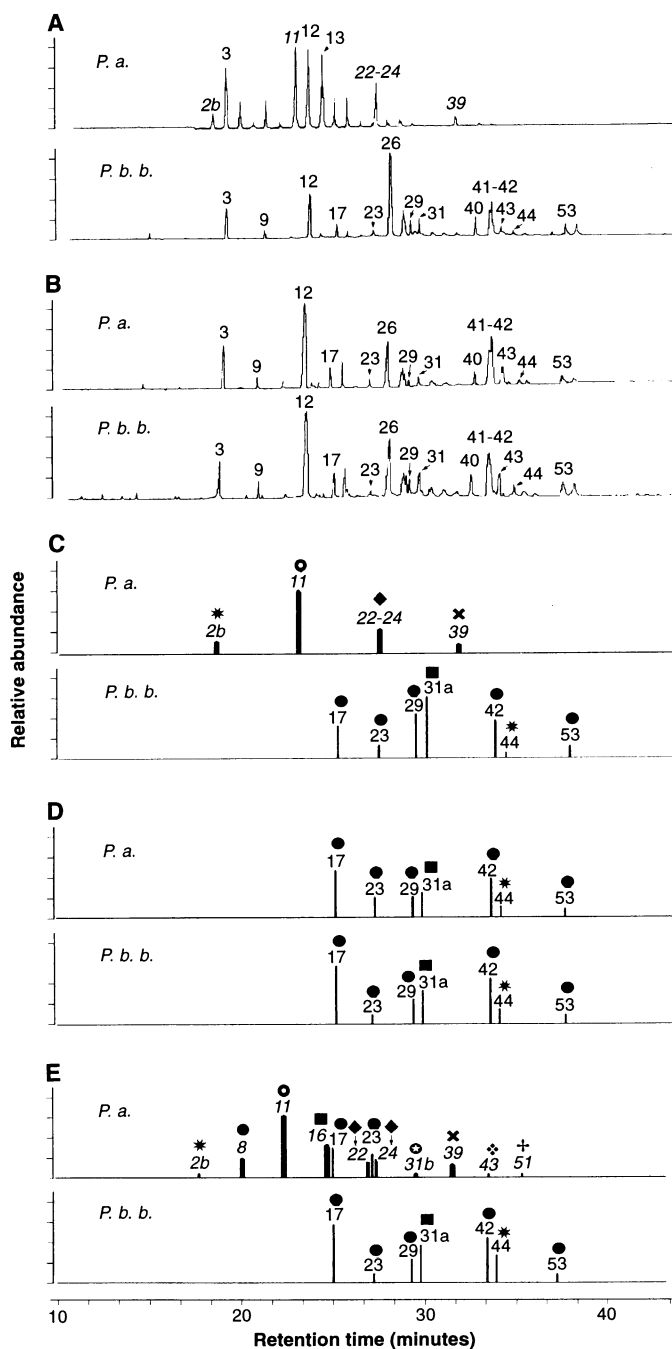 A
P. a.
2b 3 11 12 13 22-24 39
P. b. b.
3 9 12 17 23 26 29 31 40 41-42 43 44 53
B
P. a.
3 9 12 17 23 26 29 31 40 41-42 43 44 53
P. b. b.
3 9 12 17 23 26 29 31 40 41-42 43 44 53
C
P. a.
2b 11 22-24 39
P. b. b.
17 23 29 31a 42 44 53
D
P. a.
17 23 29 31a 42 44 53
P. b. b.
17 23 29 31a 42 44 53
E
P. a.
2b 8 11 16 17 22 23 24 31b 39 43 51
P. b. b.
17 23 29 31a 42 44 53
Relative abundance
10 20 30 40
Retention time (minutes)